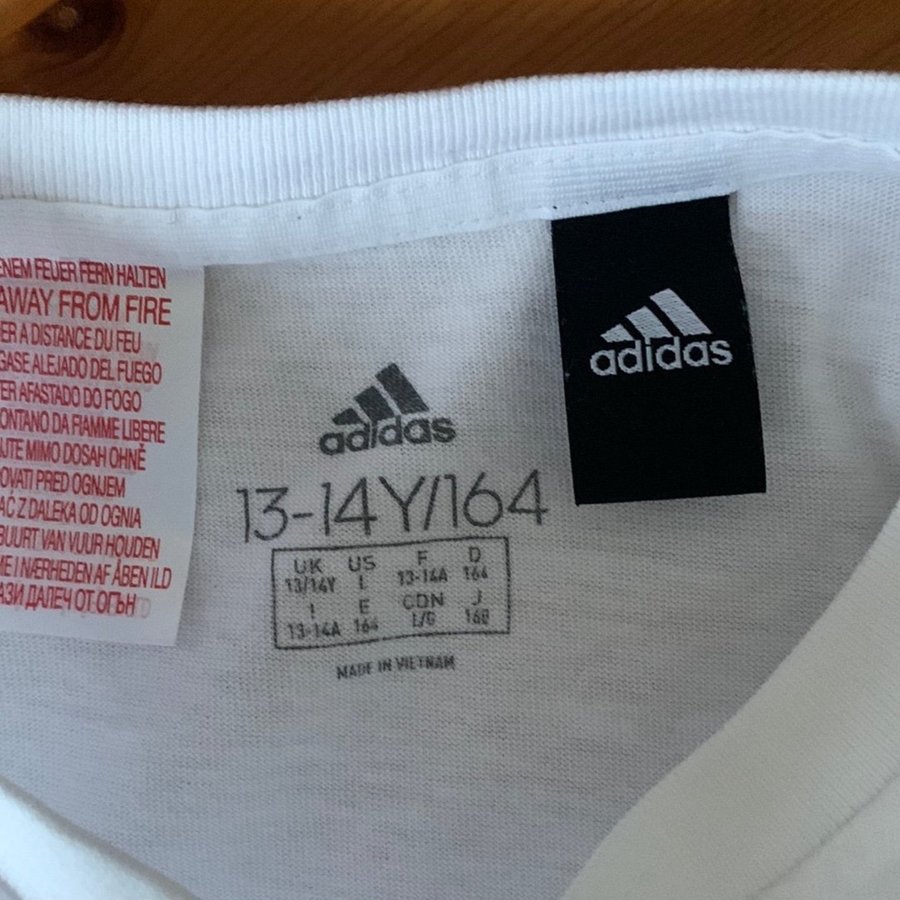 ENEM FEUER FERN HALTEN
AWAY FROM FIRE
ER A DISTANCE DU FEU
GASE ALEJADO DEL FUEGO
ER AFASTADO DO FOGO
ONTANO DA FIAMME LIBERE
JTE MIMO DOSAH OHNĚ
OVATI PRED OGNJEM
AĆ Z DALEKA OD OGNIA
BUURT VAN VUUR HOUDEN
ME I NÆRHEDEN AF ÅBEN ILD
АЗИ ДАЛЕЧ ОТ ОГЪН
adidas
adidas
13-14Y/164
UK US F D
13/14Y L 13-14A 164
I E CDN J
13-14A 164 L/G 160
MADE IN VIETNAM